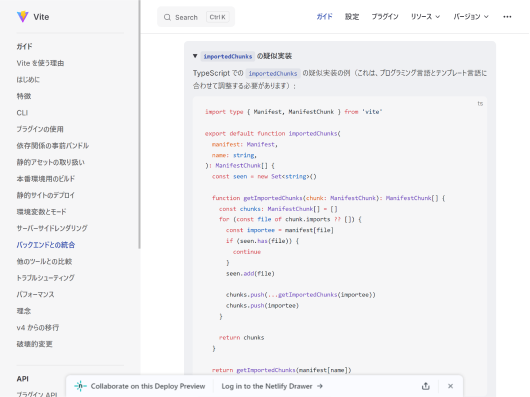 Vite
Search Ctrl K
ガイド 設定 プラグイン リソース バージョン
ガイド
Vite を使う理由
はじめに
特徴
CLI
プラグインの使用
依存関係の事前バンドル
静的アセットの取り扱い
本番環境用のビルド
静的サイトのデプロイ
環境変数とモード
サーバーサイドレンダリング
バックエンドとの統合
他のツールとの比較
トラブルシューティング
パフォーマンス
理念
v4 からの移行
破壊的変更
API
プラグイン API
importedChunks の疑似実装
TypeScript での importedChunks の疑似実装の例（これは、プログラミング言語とテンプレート言語に
合わせて調整する必要があります）:
ts
import type { Manifest, ManifestChunk } from 'vite'
export default function importedChunks(
manifest: Manifest,
name: string,
): ManifestChunk[] {
const seen = new Set<string>()
function getImportedChunks(chunk: ManifestChunk): ManifestChunk[] {
const chunks: ManifestChunk[] = []
for (const file of chunk.imports ?? []) {
const importee = manifest[file]
if (seen.has(file)) {
continue
}
seen.add(file)
chunks.push(...getImportedChunks(importee))
chunks.push(importee)
}
return chunks
}
return getImportedChunks(manifest[name])
Collaborate on this Deploy Preview Log in to the Netlify Drawer →